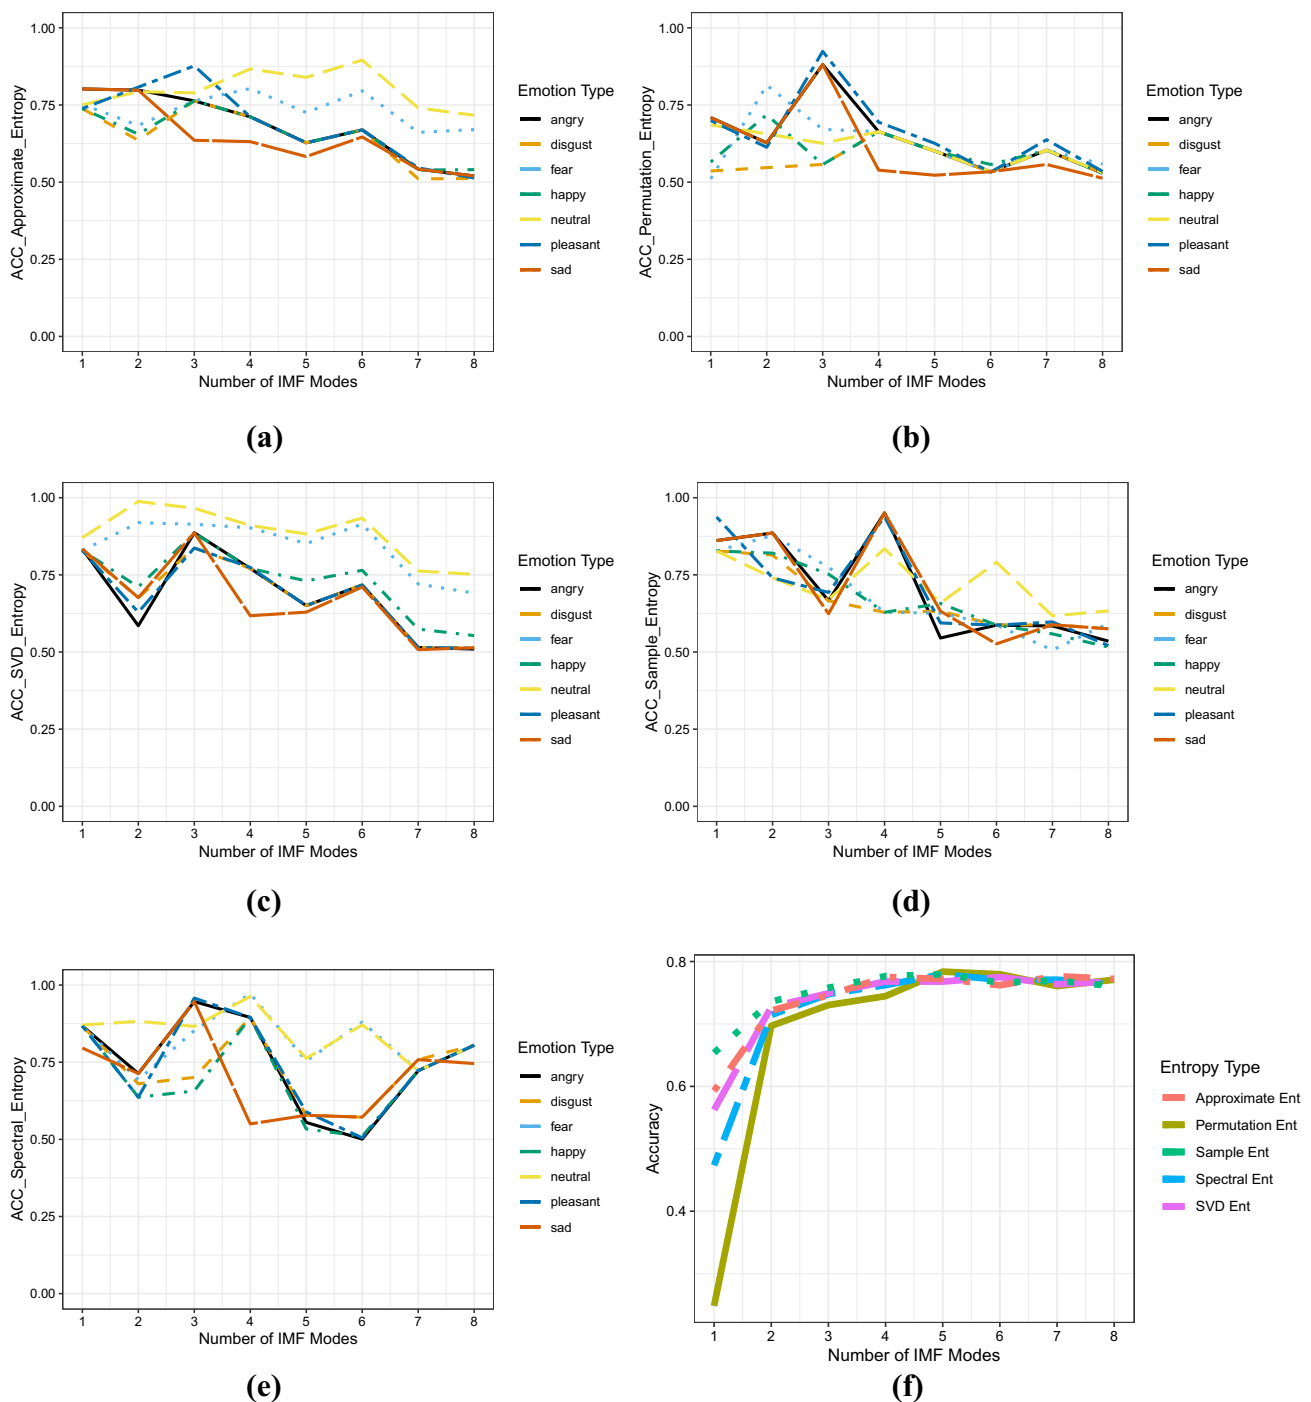 ACC_Approximate_Entropy
1.00
0.75
0.50
0.25
0.00
1 2 3 4 5 6 7 8
Number of IMF Modes
Emotion Type
angry
disgust
fear
happy
neutral
pleasant
sad
(a)
ACC_Permutation_Entropy
1.00
0.75
0.50
0.25
0.00
1 2 3 4 5 6 7 8
Number of IMF Modes
Emotion Type
angry
disgust
fear
happy
neutral
pleasant
sad
(b)
ACC_SVD_Entropy
1.00
0.75
0.50
0.25
0.00
1 2 3 4 5 6 7 8
Number of IMF Modes
Emotion Type
angry
disgust
fear
happy
neutral
pleasant
sad
(c)
ACC_Sample_Entropy
1.00
0.75
0.50
0.25
0.00
1 2 3 4 5 6 7 8
Number of IMF Modes
Emotion Type
angry
disgust
fear
happy
neutral
pleasant
sad
(d)
ACC_Spectral_Entropy
1.00
0.75
0.50
0.25
0.00
1 2 3 4 5 6 7 8
Number of IMF Modes
Emotion Type
angry
disgust
fear
happy
neutral
pleasant
sad
(e)
Accuracy
0.8
0.6
0.4
1 2 3 4 5 6 7 8
Number of IMF Modes
Entropy Type
Approximate Ent
Permutation Ent
Sample Ent
Spectral Ent
SVD Ent
(f)